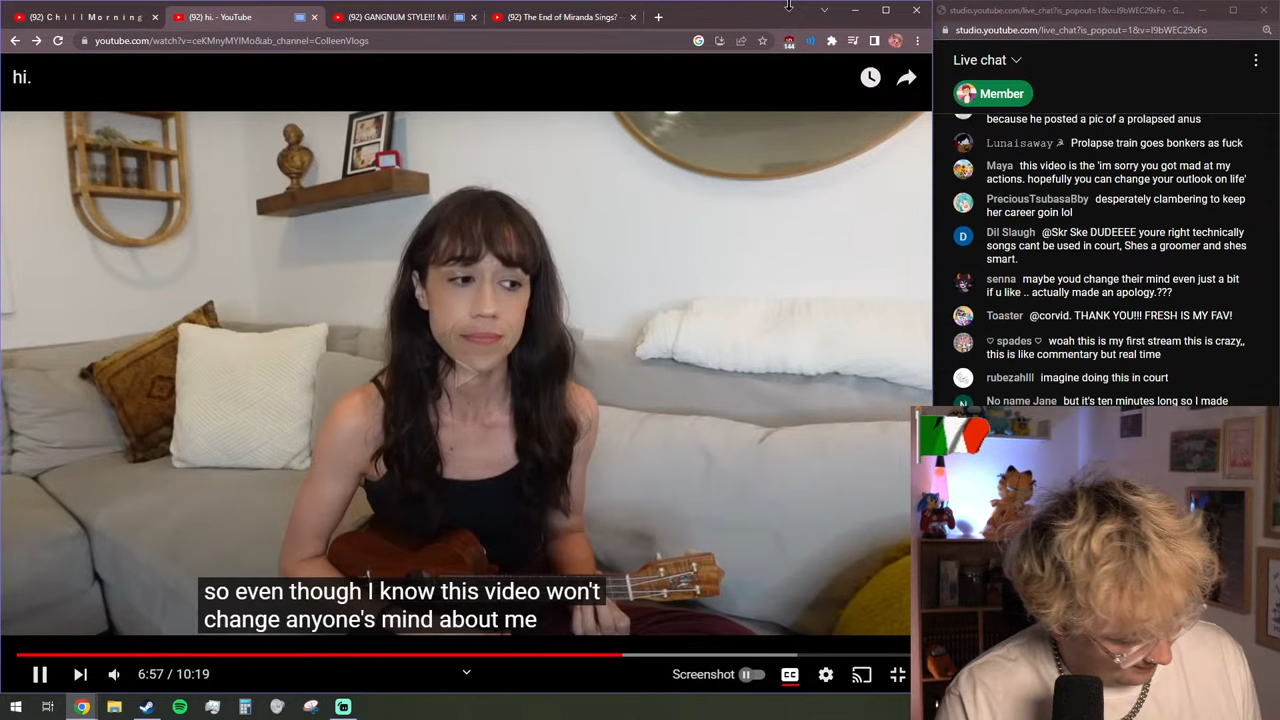 (92) C h i l l M o r n i n g
(92) hi. - YouTube
(92) GANGNUM STYLE!!! MU
(92) The End of Miranda Sings?
studio.youtube.com/live_chat?is_popout=1&v=I9bWEC29xFo - G...
youtube.com/watch?v=ceKMnyMYIMo&ab_channel=ColleenVlogs
144
studio.youtube.com/live_chat?is_popout=1&v=I9bWEC29xFo
hi.
Live chat
Member
because he posted a pic of a prolapsed anus
Lunaisaway Prolapse train goes bonkers as fuck
Maya this video is the 'im sorry you got mad at my
actions. hopefully you can change your outlook on life'
PreciousTsubasaBby desperately clambering to keep
her career goin lol
D
Dil Slaugh @Skr Ske DUDEEEE youre right technically
songs cant be used in court, Shes a groomer and shes
smart.
senna maybe youd change their mind even just a bit
if u like .. actually made an apology.???
Toaster @corvid. THANK YOU!!! FRESH IS MY FAV!
♡ spades ♡ woah this is my first stream this is crazy,,
this is like commentary but real time
rubezahlll imagine doing this in court
N
No name Jane but it's ten minutes long so I made
so even though I know this video won't
change anyone's mind about me
6:57 / 10:19
Screenshot
CC